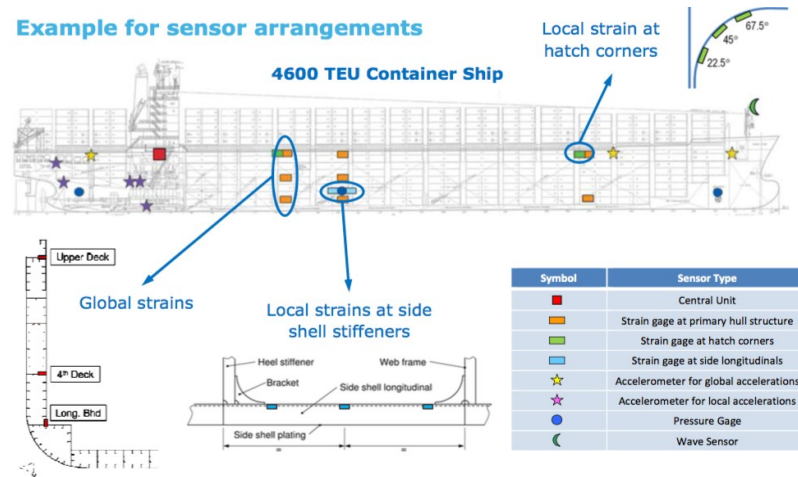 Example for sensor arrangements
Local strain at
hatch corners
67.5°
45°
22.5°
4600 TEU Container Ship
Upper Deck
4th Deck
Long. Bhd
Global strains
Local strains at side
shell stiffeners
Heel stiffener
Web frame
Bracket
Side shell longitudinal
Side shell plating
Symbol Sensor Type
Central Unit
Strain gage at primary hull structure
Strain gage at hatch corners
Strain gage at side longitudinals
Accelerometer for global accelerations
Accelerometer for local accelerations
Pressure Gage
Wave Sensor